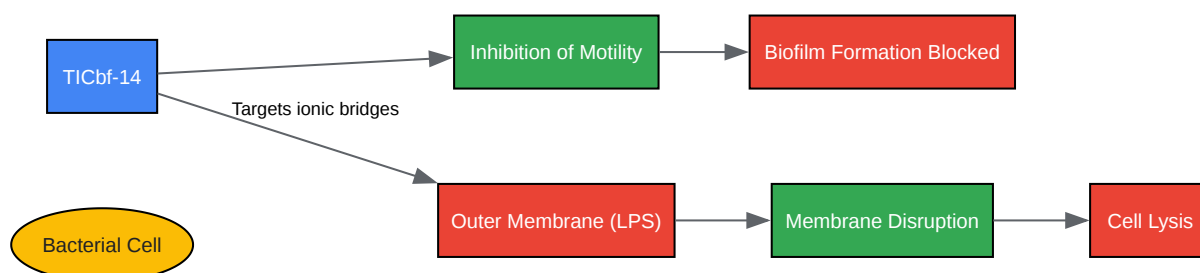 TICbf-14
Inhibition of Motility
Biofilm Formation Blocked
Targets ionic bridges
Outer Membrane (LPS)
Membrane Disruption
Cell Lysis
Bacterial Cell